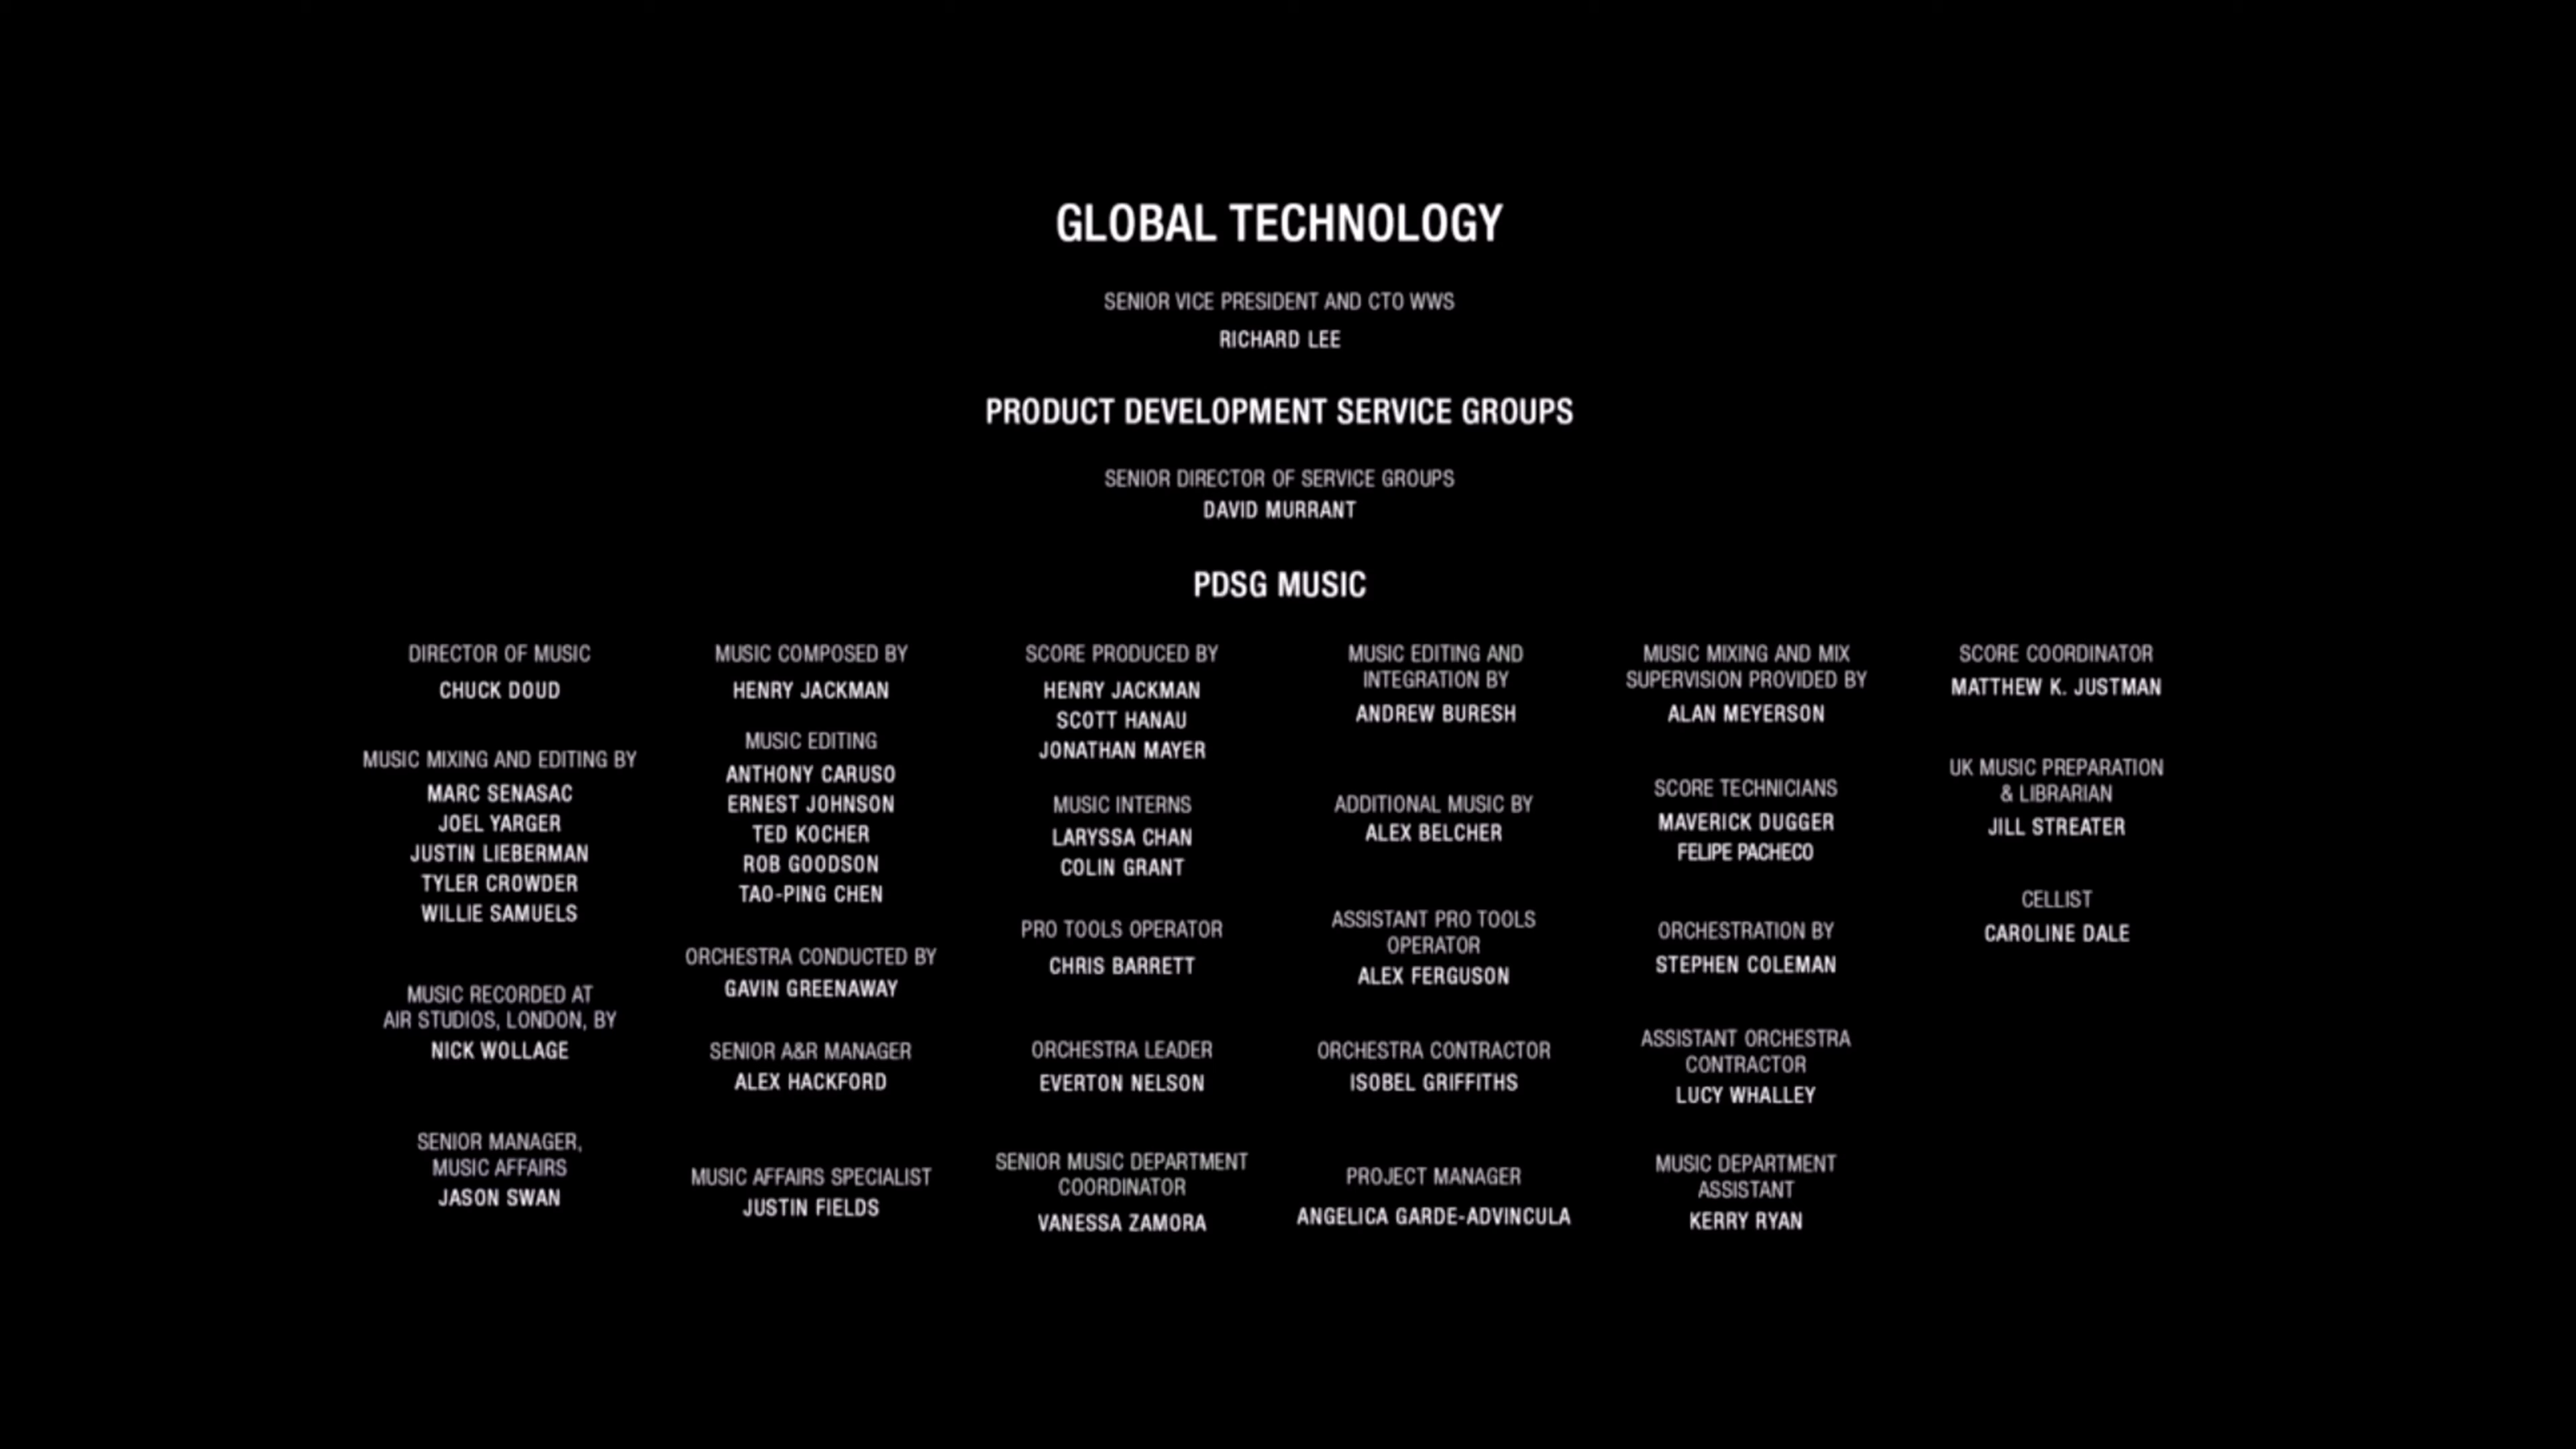 GLOBAL TECHNOLOGY
SENIOR VICE PRESIDENT AND CTO WWS
RICHARD LEE
PRODUCT DEVELOPMENT SERVICE GROUPS
SENIOR DIRECTOR OF SERVICE GROUPS
DAVID MURRANT
PDSG MUSIC
DIRECTOR OF MUSIC
CHUCK DOUD
MUSIC MIXING AND EDITING BY
MARC SENASAC
JOEL YARGER
JUSTIN LIEBERMAN
TYLER CROWDER
WILLIE SAMUELS
MUSIC RECORDED AT
AIR STUDIOS, LONDON, BY
NICK WOLLAGE
SENIOR MANAGER,
MUSIC AFFAIRS
JASON SWAN
MUSIC COMPOSED BY
HENRY JACKMAN
MUSIC EDITING
ANTHONY CARUSO
ERNEST JOHNSON
TED KOCHER
ROB GOODSON
TAO-PING CHEN
ORCHESTRA CONDUCTED BY
GAVIN GREENAWAY
SENIOR A&R MANAGER
ALEX HACKFORD
MUSIC AFFAIRS SPECIALIST
JUSTIN FIELDS
SCORE PRODUCED BY
HENRY JACKMAN
SCOTT HANAU
JONATHAN MAYER
MUSIC INTERNS
LARYSSA CHAN
COLIN GRANT
PRO TOOLS OPERATOR
CHRIS BARRETT
ORCHESTRA LEADER
EVERTON NELSON
SENIOR MUSIC DEPARTMENT
COORDINATOR
VANESSA ZAMORA
MUSIC EDITING AND
INTEGRATION BY
ANDREW BURESH
ADDITIONAL MUSIC BY
ALEX BELCHER
ASSISTANT PRO TOOLS
OPERATOR
ALEX FERGUSON
ORCHESTRA CONTRACTOR
ISOBEL GRIFFITHS
PROJECT MANAGER
ANGELICA GARDE-ADVINCULA
MUSIC MIXING AND MIX
SUPERVISION PROVIDED BY
ALAN MEYERSON
SCORE TECHNICIANS
MAVERICK DUGGER
FELIPE PACHECO
ORCHESTRATION BY
STEPHEN COLEMAN
ASSISTANT ORCHESTRA
CONTRACTOR
LUCY WHALLEY
MUSIC DEPARTMENT
ASSISTANT
KERRY RYAN
SCORE COORDINATOR
MATTHEW K. JUSTMAN
UK MUSIC PREPARATION
& LIBRARIAN
JILL STREATER
CELLIST
CAROLINE DALE